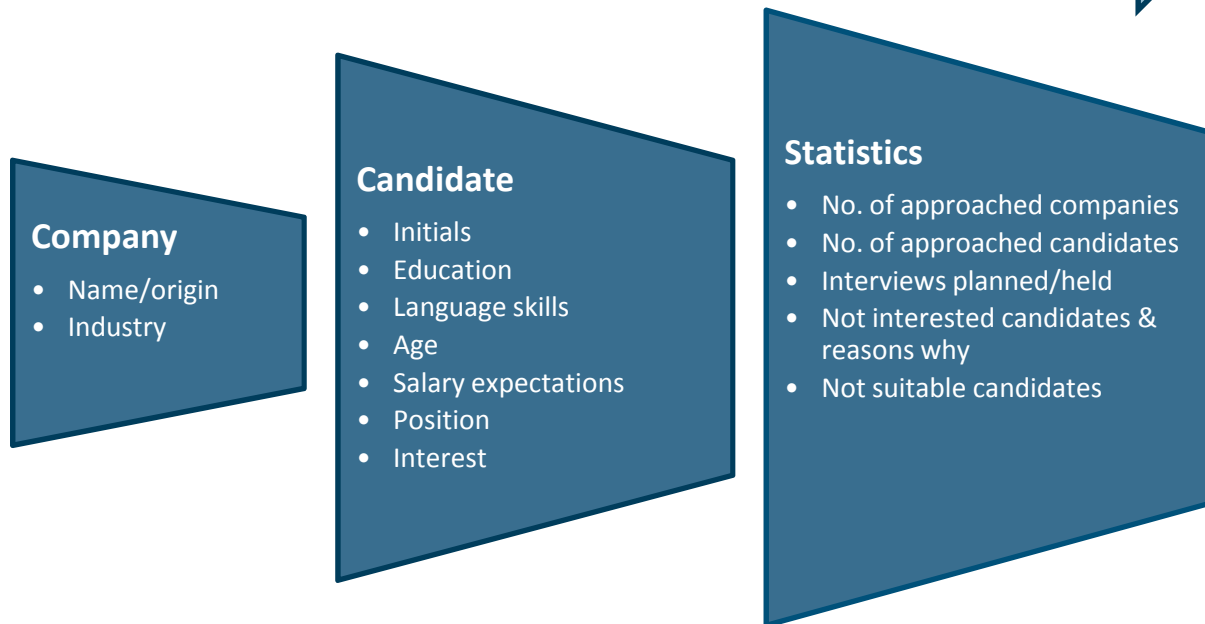 Company
• Name/origin
• Industry
Candidate
• Initials
• Education
• Language skills
• Age
• Salary expectations
• Position
• Interest
Statistics
• No. of approached companies
• No. of approached candidates
• Interviews planned/held
• Not interested candidates &
reasons why
• Not suitable candidates